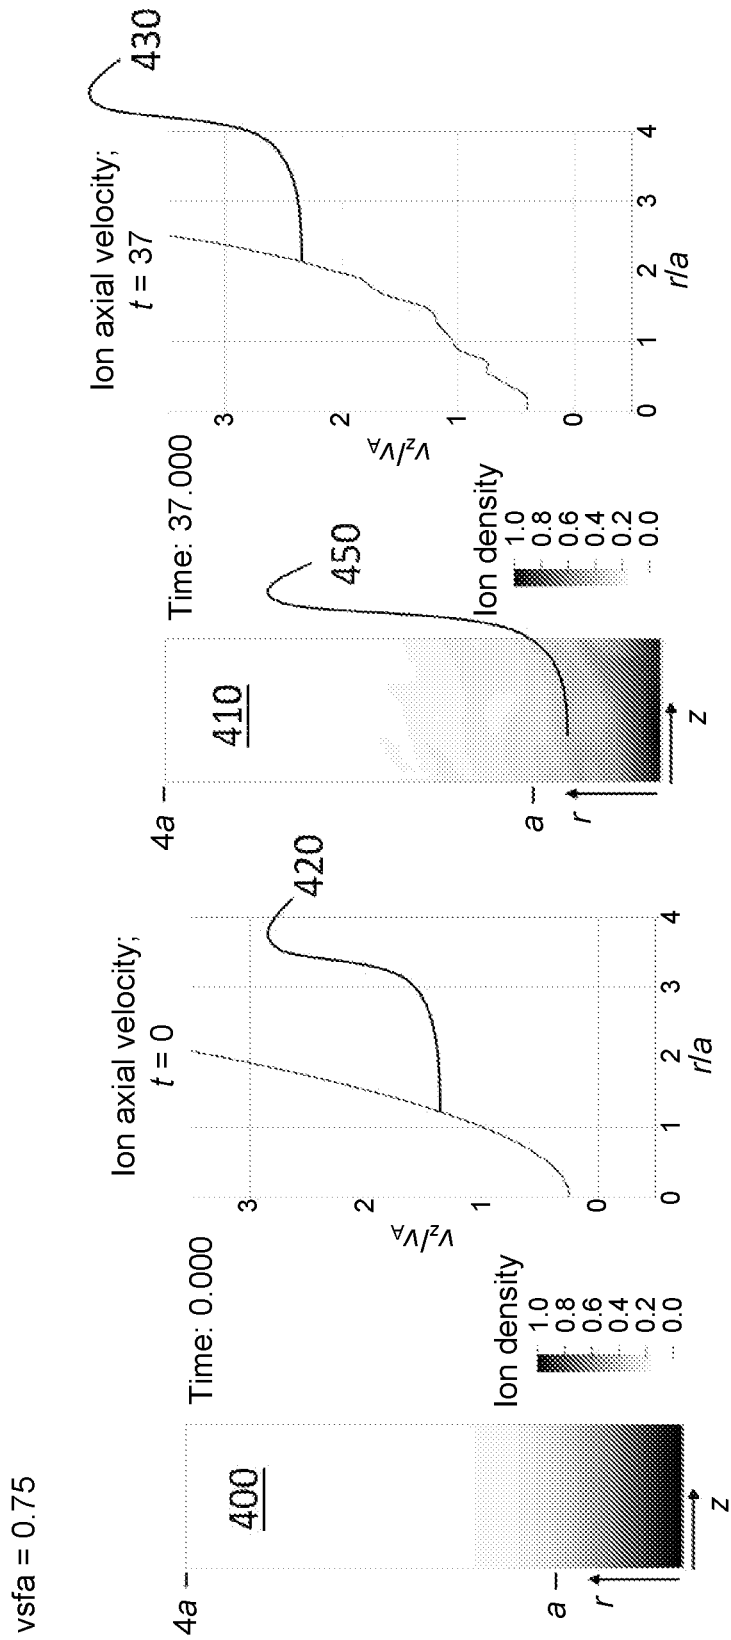 vsfa = 0.75
4a
400
a
r
z
Time: 0.000
Ion density
1.0
0.8
0.6
0.4
0.2
0.0
Ion axial velocity;
t = 0
420
3
2
1
0
vz/vA
0 1 2 3 4
r/a
4a
410
a
r
z
Time: 37.000
450
Ion density
1.0
0.8
0.6
0.4
0.2
0.0
Ion axial velocity;
t = 37
430
3
2
1
0
vz/vA
0 1 2 3 4
r/a